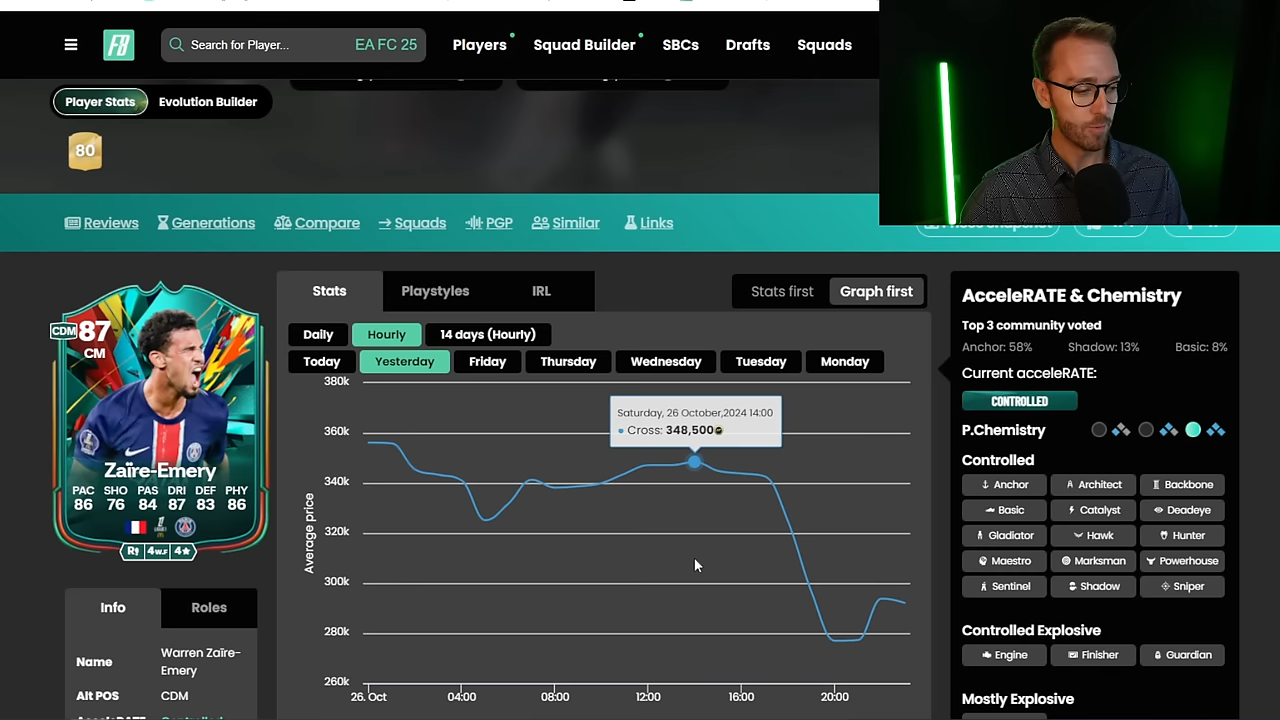 FB
Search for Player...
EA FC 25
Players
Squad Builder
SBCs
Drafts
Squads
Player Stats
Evolution Builder
80
Reviews
Generations
Compare
Squads
PGP
Similar
Links
87
CDM
CM
Zaïre-Emery
PAC SHO PAS DRI DEF PHY
86 76 84 87 83 86
R 4W.F 4★
Info
Roles
Name
Warren Zaïre-
Emery
Alt POS
CDM
Stats
Playstyles
IRL
Stats first
Graph first
Daily
Hourly
14 days (Hourly)
Today
Yesterday
Friday
Thursday
Wednesday
Tuesday
Monday
380k
360k
340k
320k
300k
280k
260k
Average price
Saturday, 26 October,2024 14:00
Cross: 348,500
26. Oct
04:00
08:00
12:00
16:00
20:00
AcceleRATE & Chemistry
Top 3 community voted
Anchor: 58%
Shadow: 13%
Basic: 8%
Current acceleRATE:
CONTROLLED
P.Chemistry
Controlled
Anchor
Architect
Backbone
Basic
Catalyst
Deadeye
Gladiator
Hawk
Hunter
Maestro
Marksman
Powerhouse
Sentinel
Shadow
Sniper
Controlled Explosive
Engine
Finisher
Guardian
Mostly Explosive